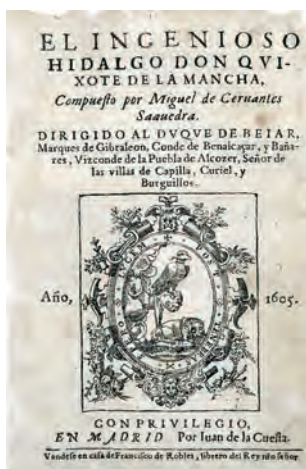 EL INGENIOSO
HIDALGO DON QVI-
XOTE DE LA MANCHA,
Compuesto por Miguel de Ceruantes
Saauedra.
DIRIGIDO AL DVQVE DE BEIAR,
Marques de Gibraleon, Conde de Benalcaçar, y Baña-
res, Vizconde de la Puebla de Alcozer, Señor de
las villas de Capilla, Curiel, y
Burguillos.
Año, 1605.
CON PRIVILEGIO,
EN MADRID Por Iuan de la Cuesta.
Vendese en casa de Francisco de Robles, librero del Rey nro señor.